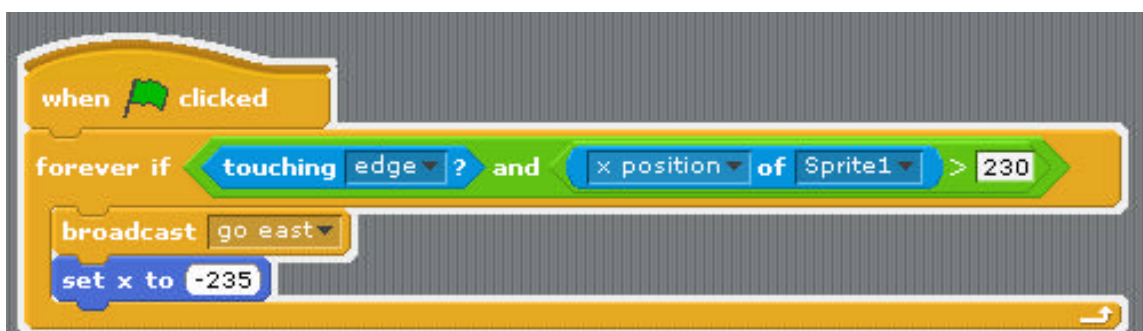 when clicked
forever if touching edge ? and x position of Sprite1 > 230
broadcast go east
set x to -235